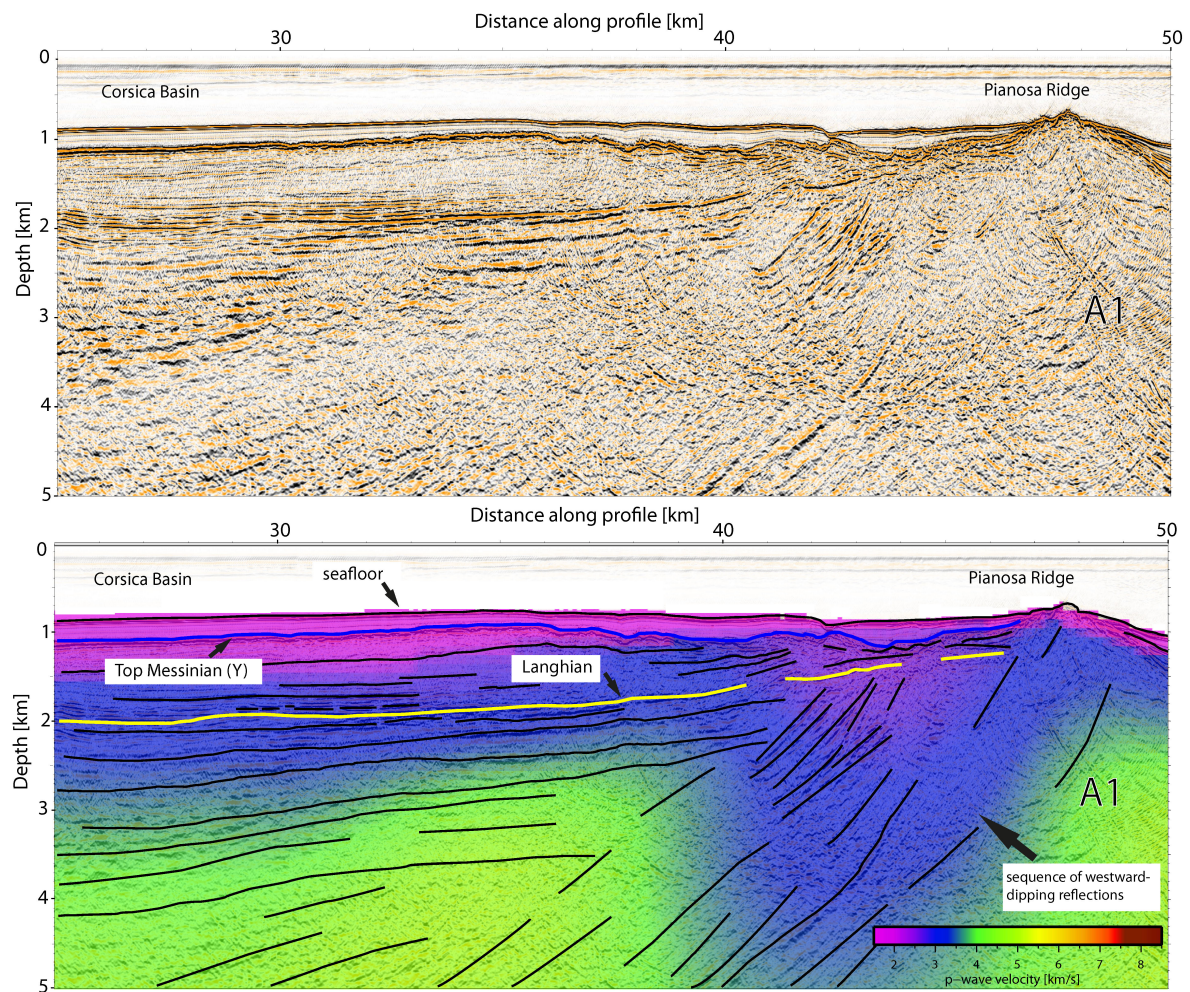 Distance along profile [km]
30
40
50
0
Corsica Basin
Pianosa Ridge
1
2
Depth [km]
3
A1
4
5
Distance along profile [km]
30
40
50
0
Corsica Basin
seafloor
Pianosa Ridge
1
Top Messinian (Y)
Langhian
2
Depth [km]
3
A1
4
sequence of westward-
dipping reflections
2 3 4 5 6 7 8
p-wave velocity [km/s]
5